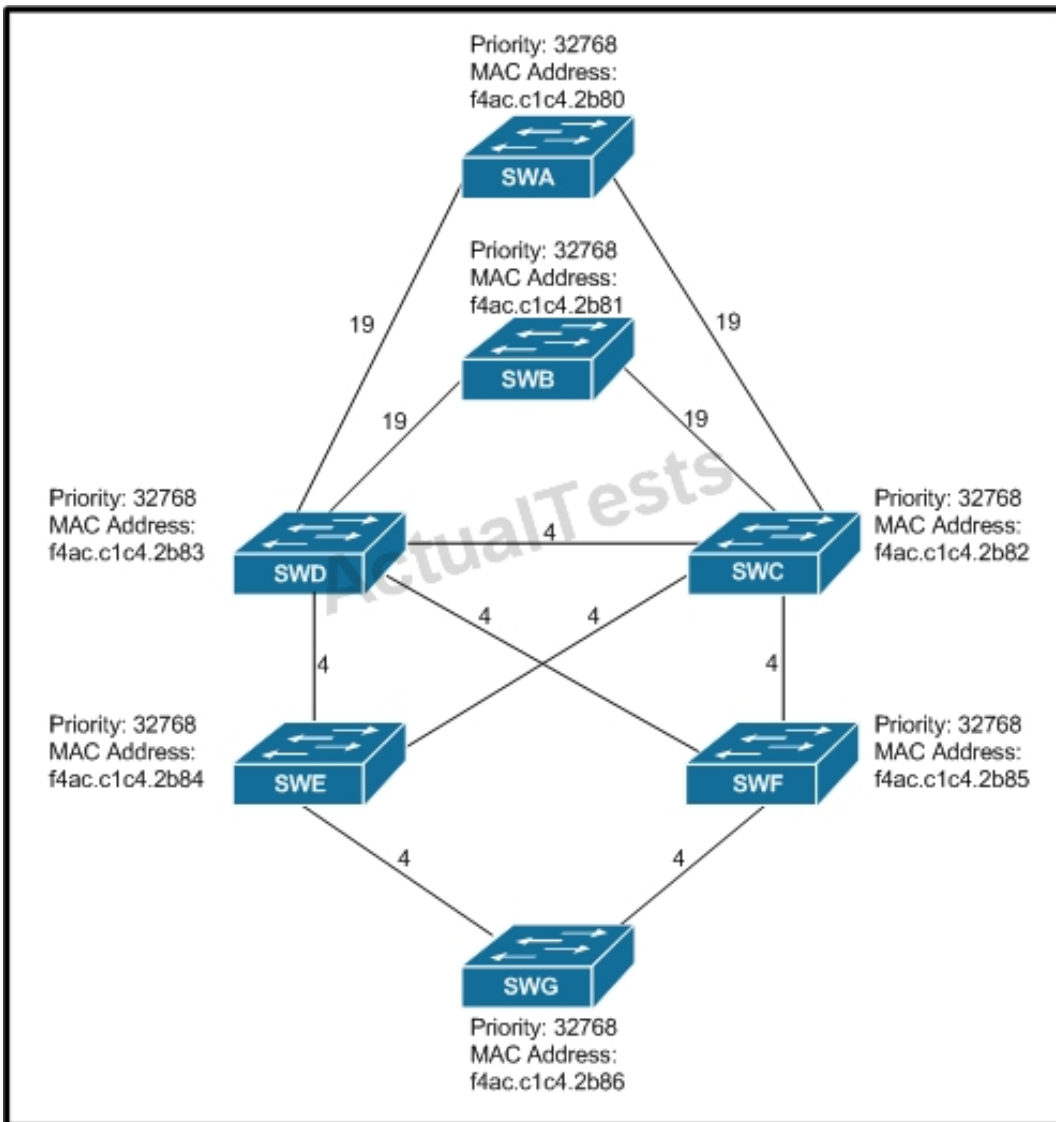 Priority: 32768
MAC Address:
f4ac.c1c4.2b80
SWA
Priority: 32768
MAC Address:
f4ac.c1c4.2b81
19
19
SWB
19
19
ActualTests
Priority: 32768
MAC Address:
f4ac.c1c4.2b83
SWD
4
Priority: 32768
MAC Address:
f4ac.c1c4.2b82
SWC
4
4
4
4
Priority: 32768
MAC Address:
f4ac.c1c4.2b84
SWE
Priority: 32768
MAC Address:
f4ac.c1c4.2b85
SWF
4
4
SWG
Priority: 32768
MAC Address:
f4ac.c1c4.2b86